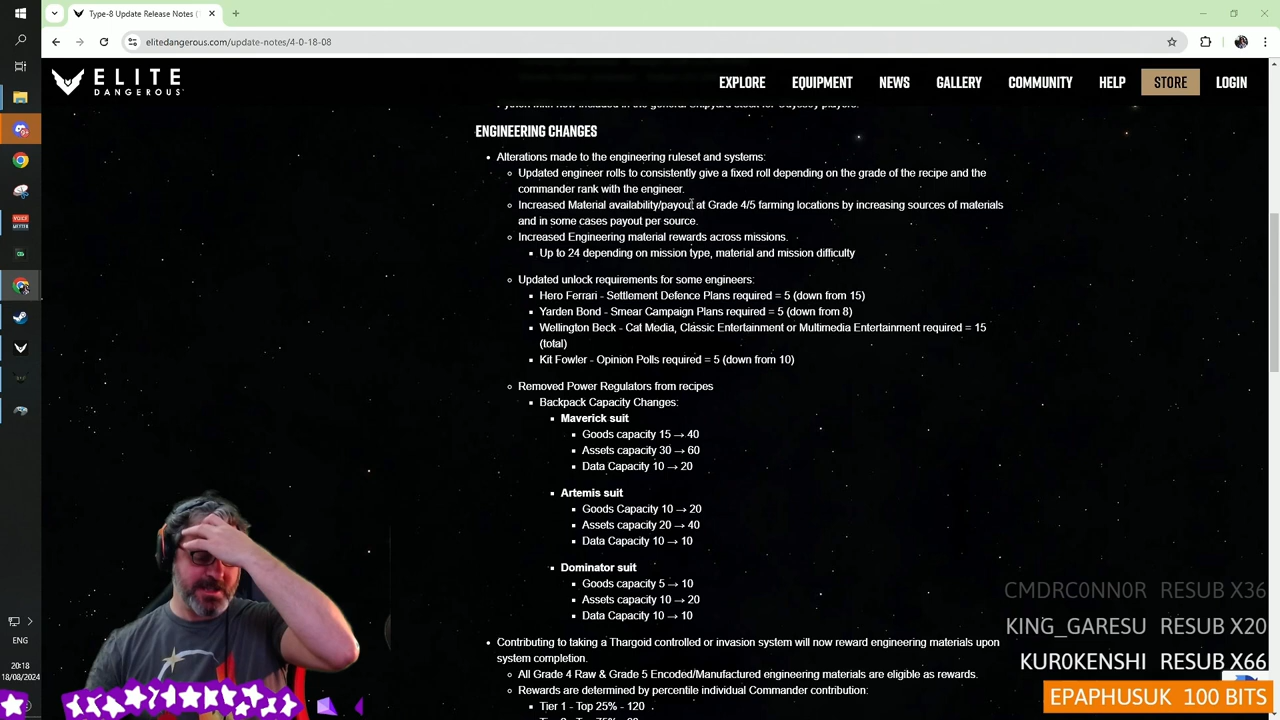 Type-8 Update Release Notes (
elitedangerous.com/update-notes/4-0-18-08
ELITE
DANGEROUS
EXPLORE EQUIPMENT NEWS GALLERY COMMUNITY HELP STORE LOGIN
ENGINEERING CHANGES
Alterations made to the engineering ruleset and systems:
Updated engineer rolls to consistently give a fixed roll depending on the grade of the recipe and the
commander rank with the engineer.
Increased Material availability/payout at Grade 4/5 farming locations by increasing sources of materials
and in some cases payout per source.
Increased Engineering material rewards across missions.
Up to 24 depending on mission type, material and mission difficulty
Updated unlock requirements for some engineers:
Hero Ferrari - Settlement Defence Plans required = 5 (down from 15)
Yarden Bond - Smear Campaign Plans required = 5 (down from 8)
Wellington Beck - Cat Media, Classic Entertainment or Multimedia Entertainment required = 15
(total)
Kit Fowler - Opinion Polls required = 5 (down from 10)
Removed Power Regulators from recipes
Backpack Capacity Changes:
Maverick suit
Goods capacity 15 → 40
Assets capacity 30 → 60
Data Capacity 10 → 20
Artemis suit
Goods Capacity 10 → 20
Assets capacity 20 → 40
Data Capacity 10 → 10
Dominator suit
Goods capacity 5 → 10
Assets capacity 10 → 20
Data Capacity 10 → 10
Contributing to taking a Thargoid controlled or invasion system will now reward engineering materials upon
system completion.
All Grade 4 Raw & Grade 5 Encoded/Manufactured engineering materials are eligible as rewards.
Rewards are determined by percentile individual Commander contribution:
Tier 1 - Top 25% - 120
CMDRC0NN0R RESUB X36
KING_GARESU RESUB X20
KUR0KENSHI RESUB X66
EPAPHUSUK 100 BITS
ENG
20:18
18/08/2024